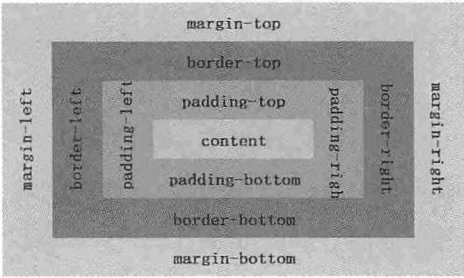 margin-top
border-top
padding-top
content
padding-bottom
border-bottom
margin-bottom
margin-left
border-left
padding-left
padding-righ
border-right
margin-right